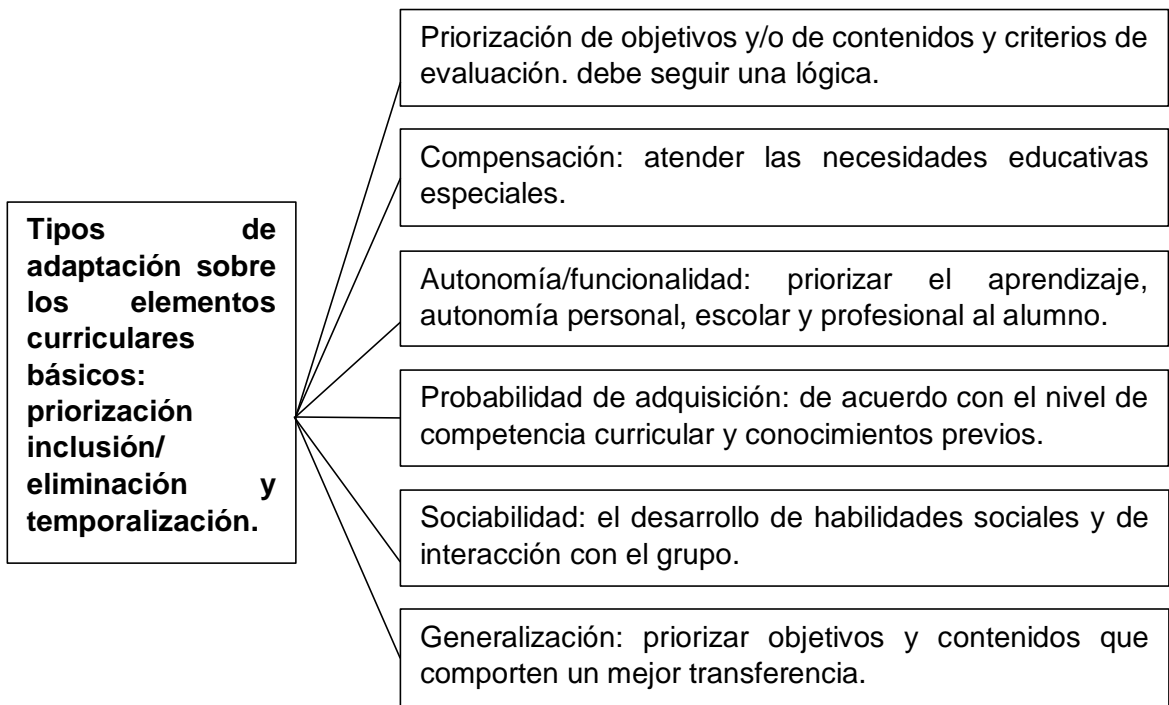 Tipos de
adaptación sobre
los elementos
curriculares
básicos:
priorización
inclusión/
eliminación y
temporalización.
Priorización de objetivos y/o de contenidos y criterios de
evaluación. debe seguir una lógica.
Compensación: atender las necesidades educativas
especiales.
Autonomía/funcionalidad: priorizar el aprendizaje,
autonomía personal, escolar y profesional al alumno.
Probabilidad de adquisición: de acuerdo con el nivel de
competencia curricular y conocimientos previos.
Sociabilidad: el desarrollo de habilidades sociales y de
interacción con el grupo.
Generalización: priorizar objetivos y contenidos que
comporten un mejor transferencia.